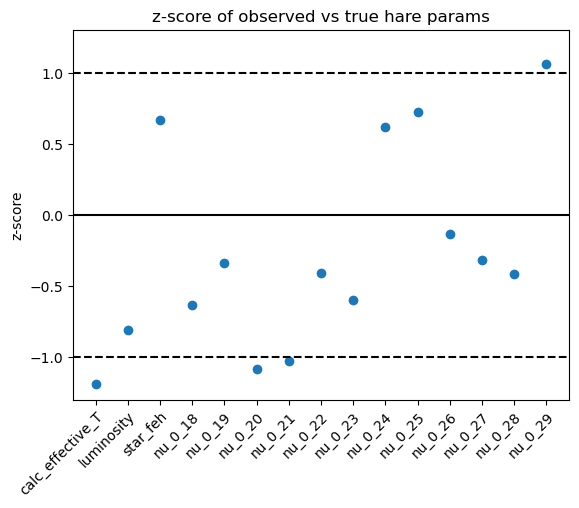 z-score of observed vs true hare params
1.0
0.5
0.0
−0.5
−1.0
z-score
calc_effective_T
luminosity
star_feh
nu_0_18
nu_0_19
nu_0_20
nu_0_21
nu_0_22
nu_0_23
nu_0_24
nu_0_25
nu_0_26
nu_0_27
nu_0_28
nu_0_29